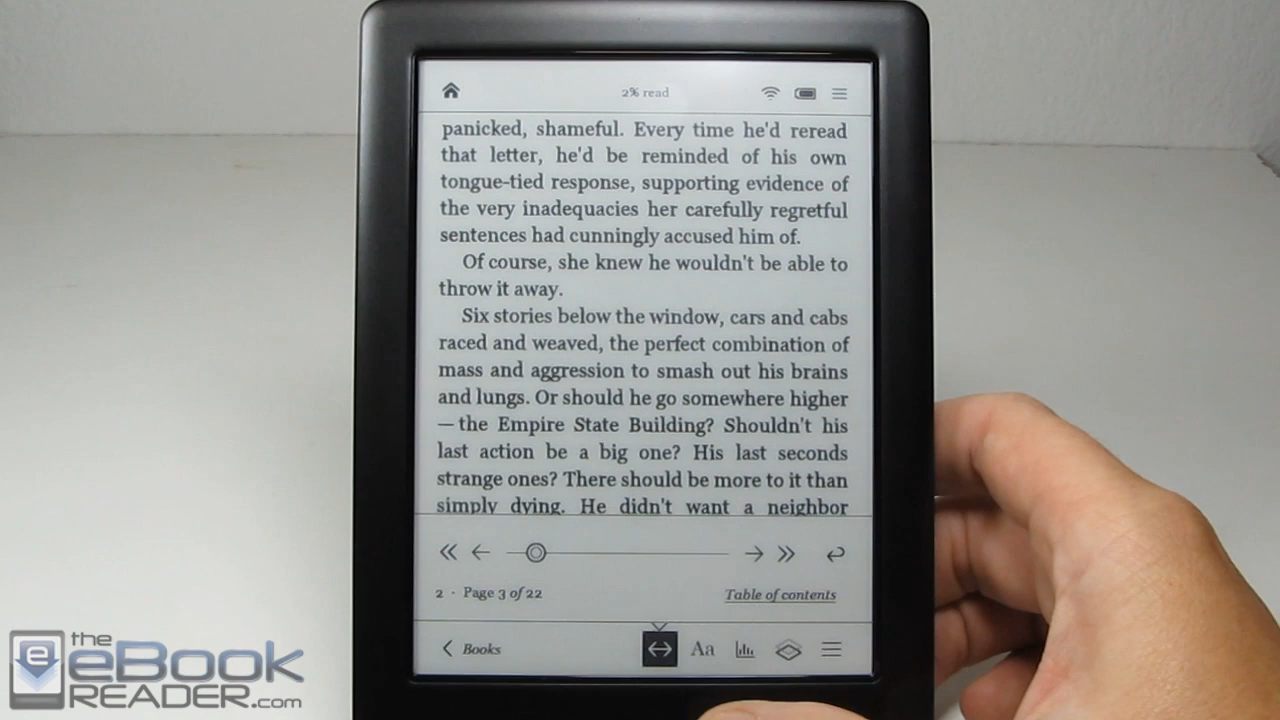 2% read
panicked, shameful. Every time he'd reread
that letter, he'd be reminded of his own
tongue-tied response, supporting evidence of
the very inadequacies her carefully regretful
sentences had cunningly accused him of.
Of course, she knew he wouldn't be able to
throw it away.
Six stories below the window, cars and cabs
raced and weaved, the perfect combination of
mass and aggression to smash out his brains
and lungs. Or should he go somewhere higher
— the Empire State Building? Shouldn't his
last action be a big one? His last seconds
strange ones? There should be more to it than
simply dying. He didn't want a neighbor
2 · Page 3 of 22
Table of contents
Books
Aa
the
eBook
READER.com